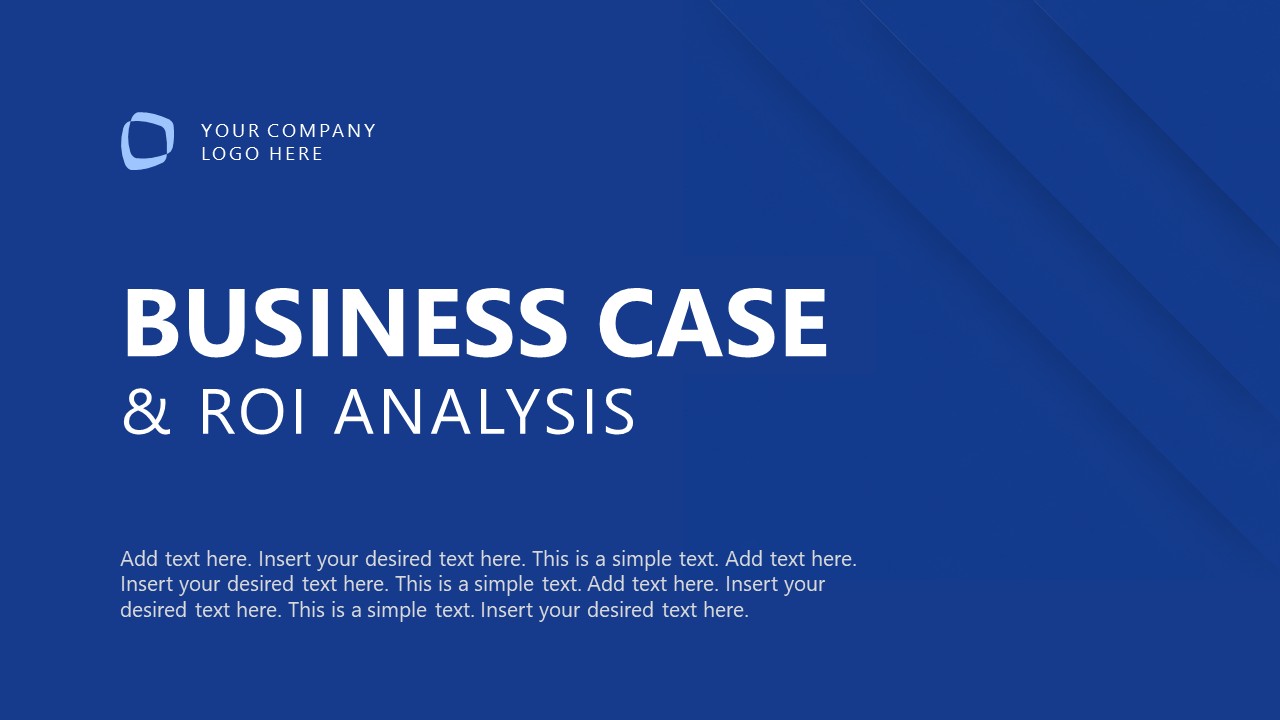 YOUR COMPANY
LOGO HERE
BUSINESS CASE
& ROI ANALYSIS
Add text here. Insert your desired text here. This is a simple text. Add text here.
Insert your desired text here. This is a simple text. Add text here. Insert your
desired text here. This is a simple text. Insert your desired text here.